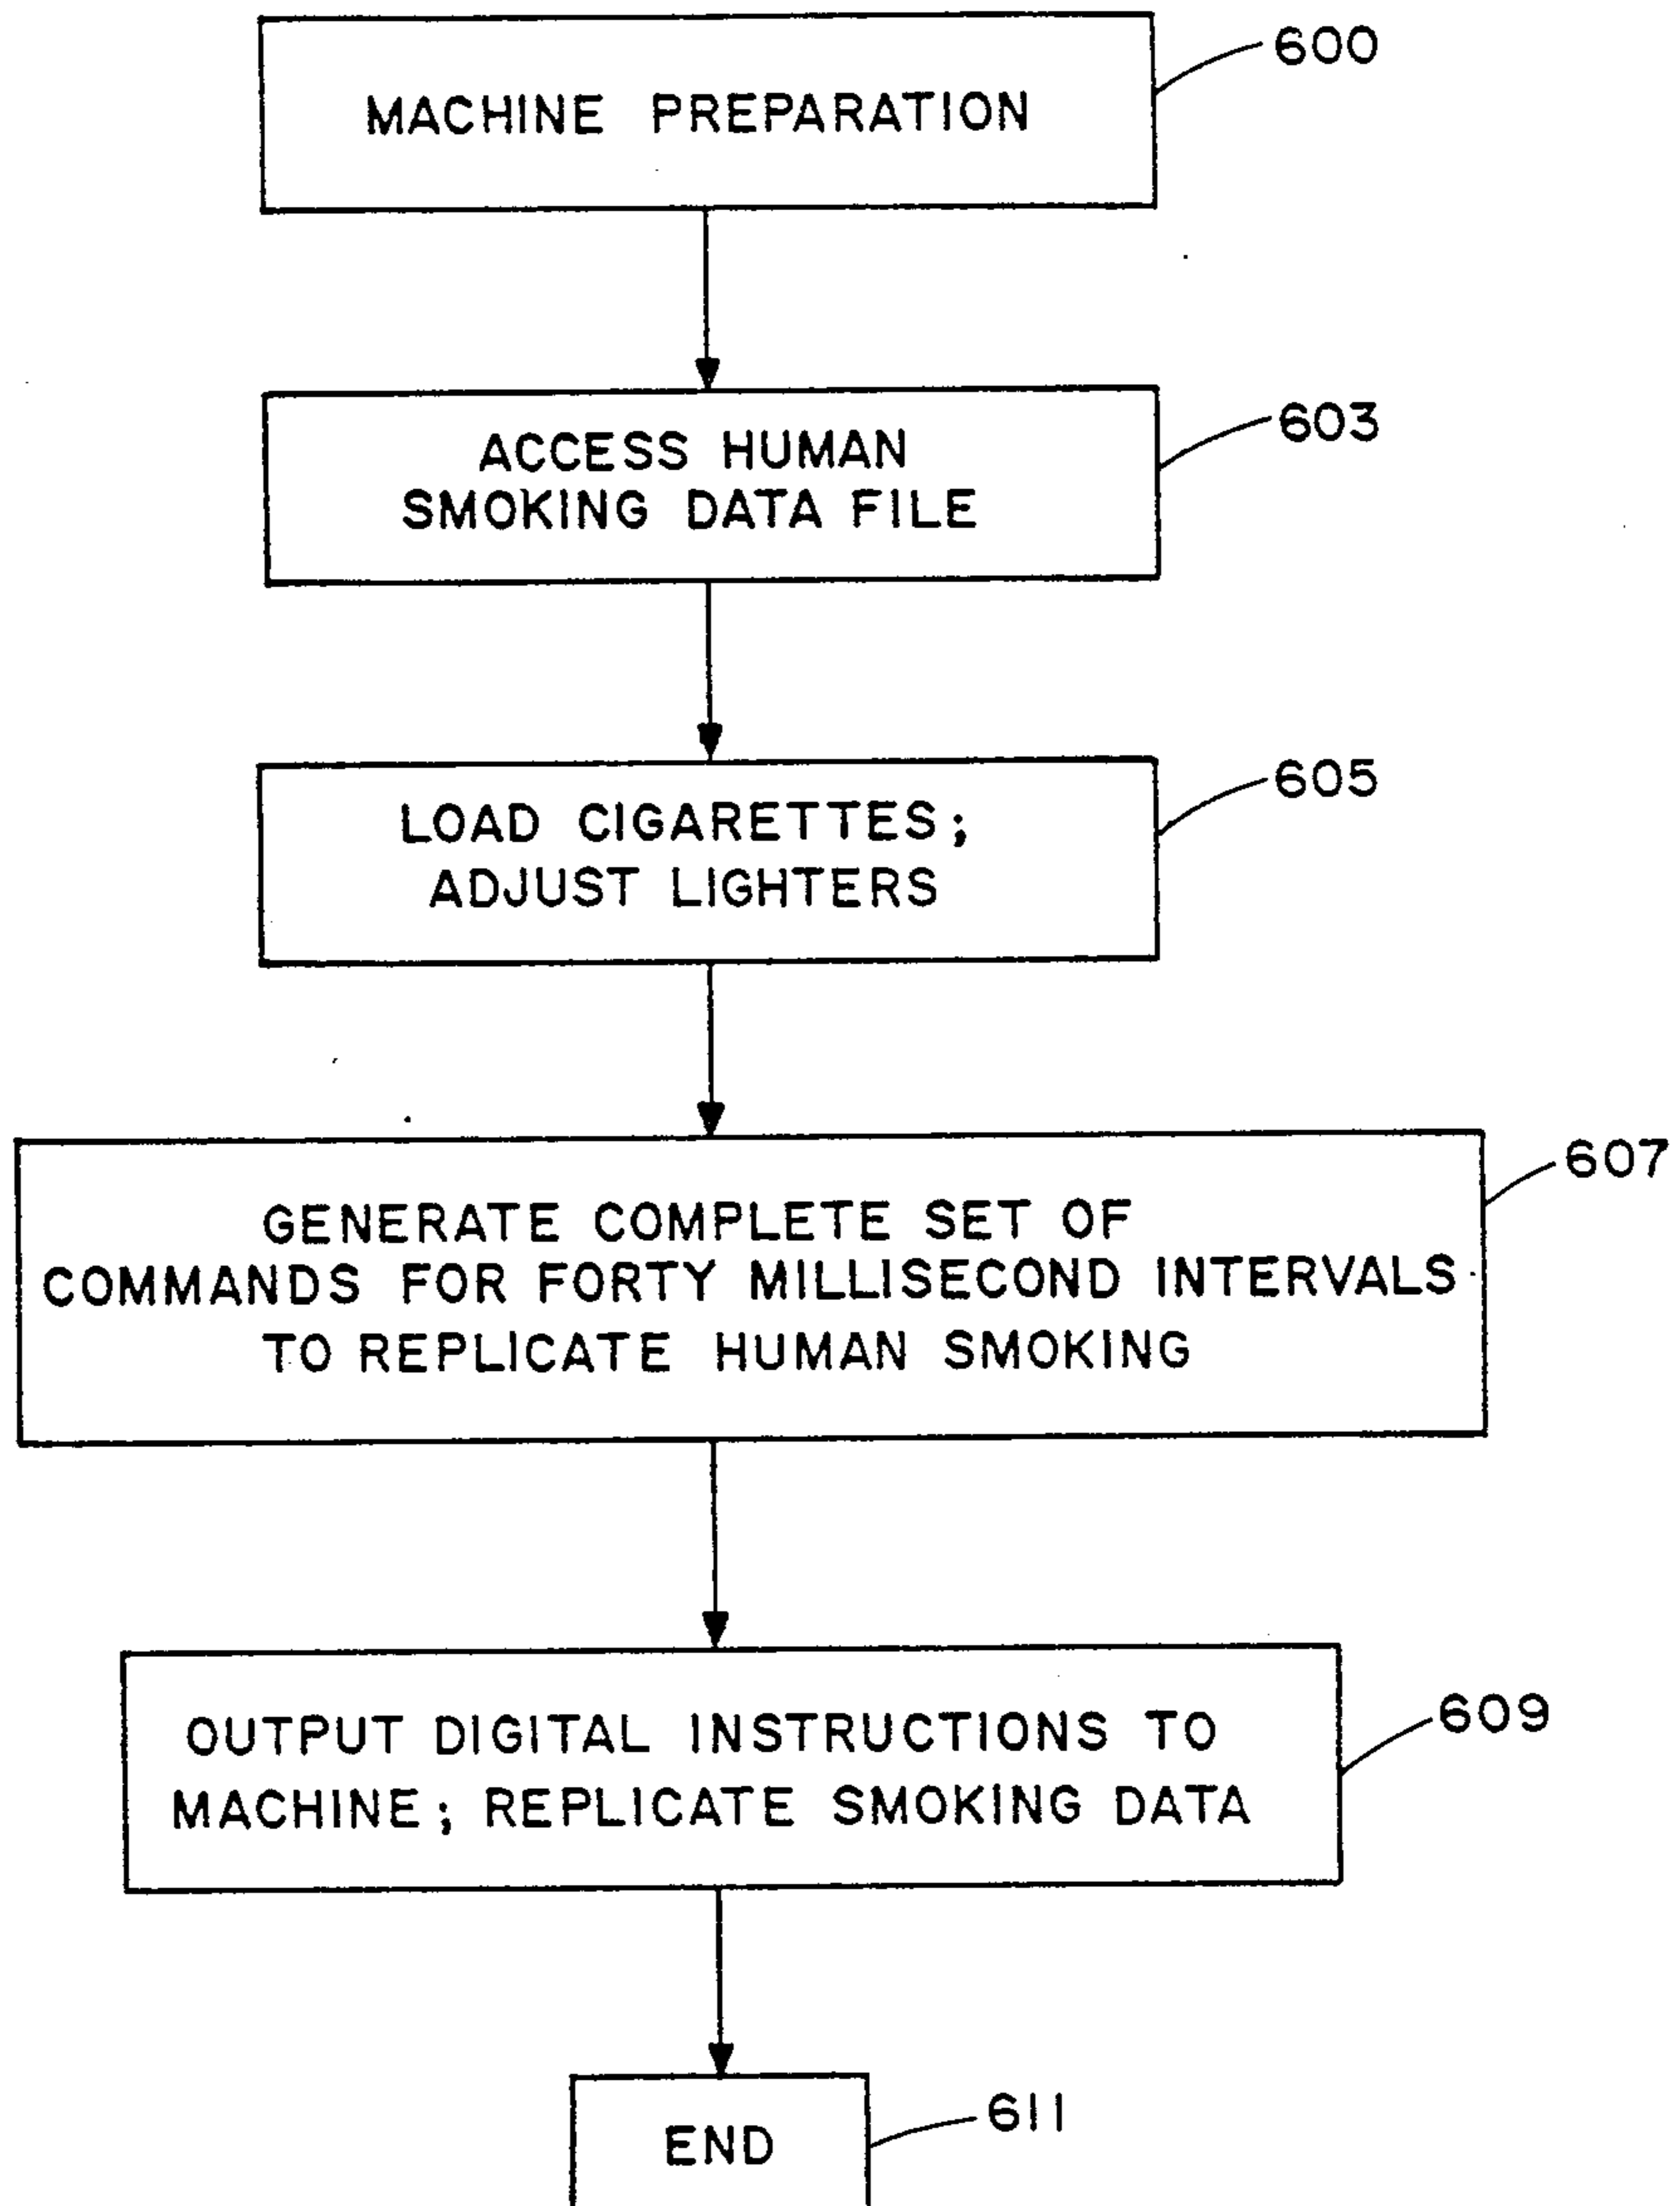 600
MACHINE PREPARATION
603
ACCESS HUMAN
SMOKING DATA FILE
605
LOAD CIGARETTES;
ADJUST LIGHTERS
607
GENERATE COMPLETE SET OF
COMMANDS FOR FORTY MILLISECOND INTERVALS
TO REPLICATE HUMAN SMOKING
609
OUTPUT DIGITAL INSTRUCTIONS TO
MACHINE; REPLICATE SMOKING DATA
611
END